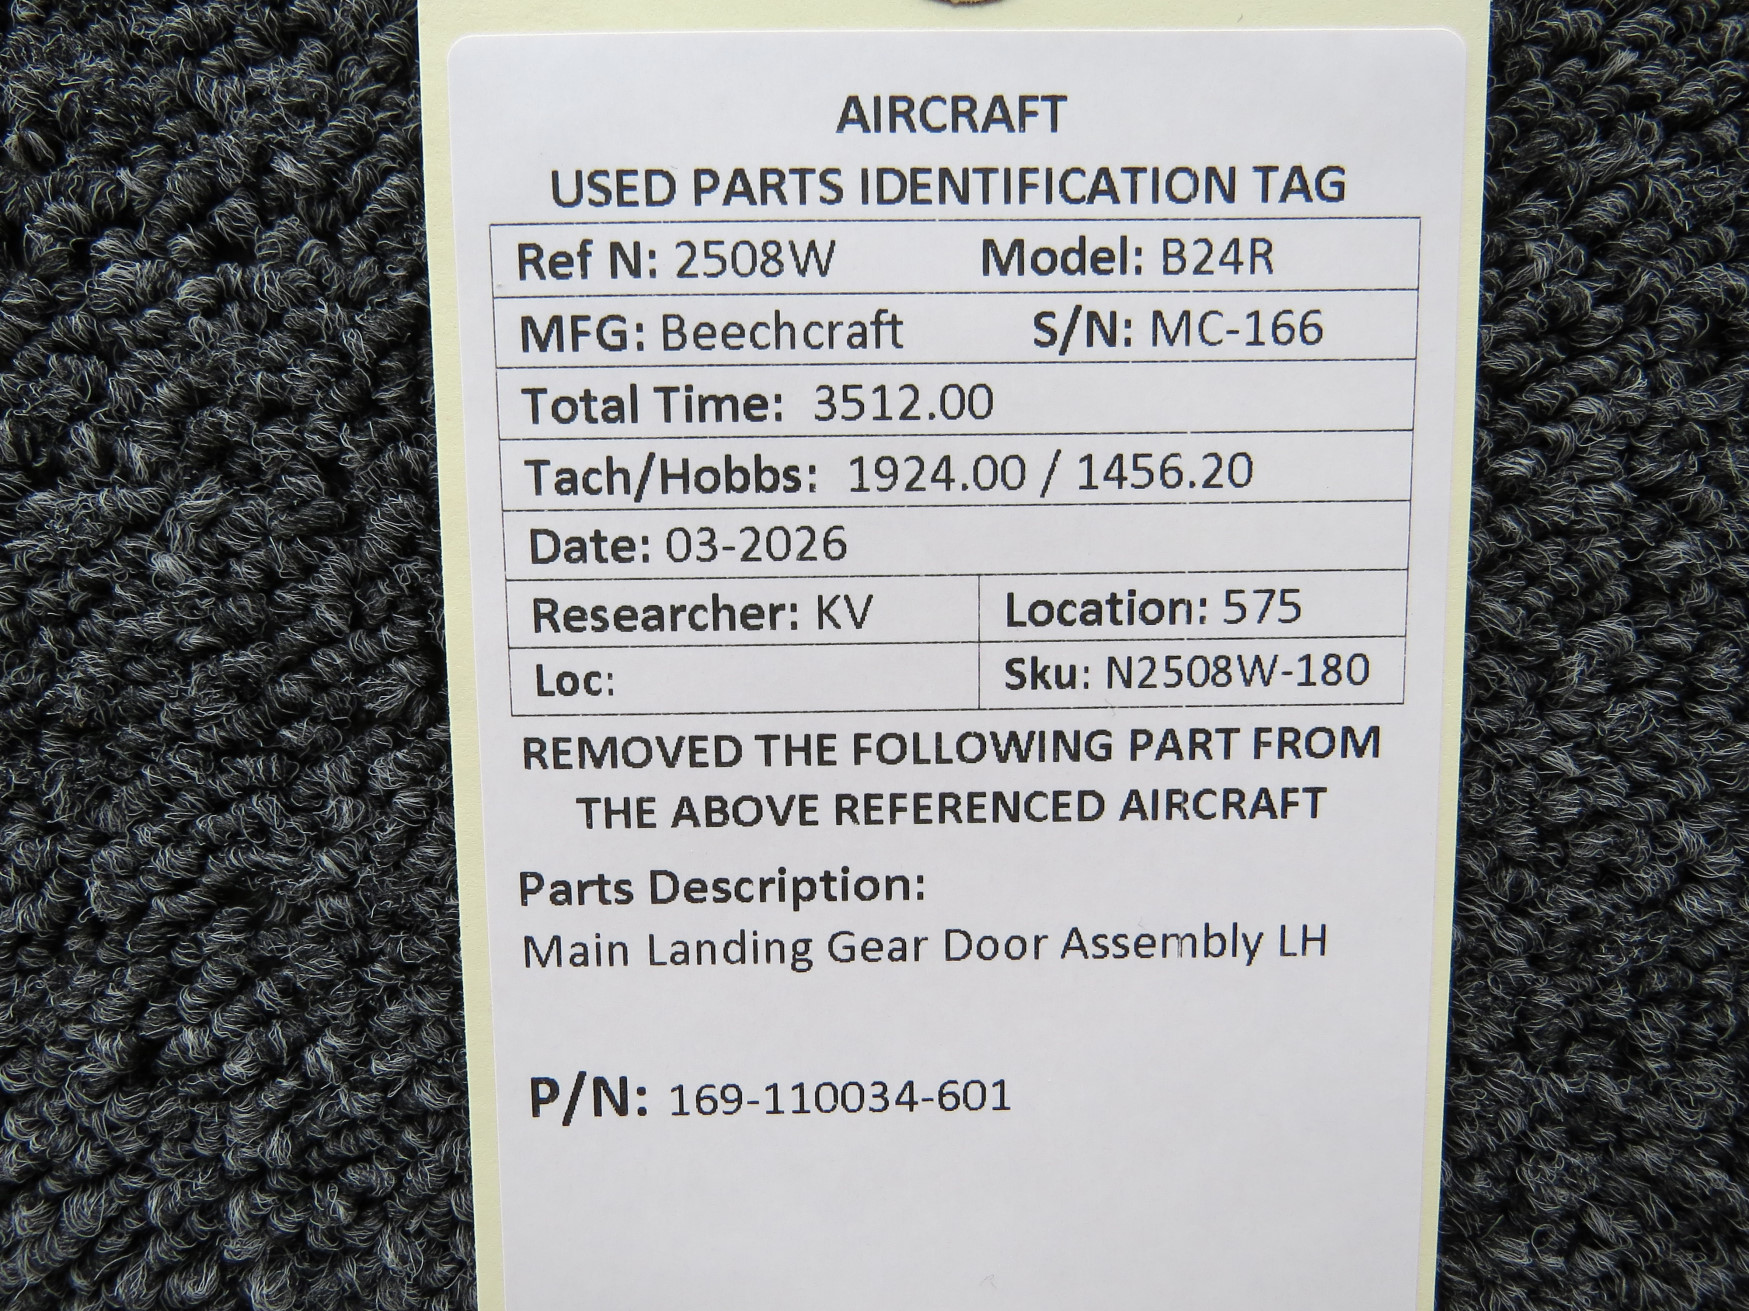 AIRCRAFT
USED PARTS IDENTIFICATION TAG
Ref N: 2508W Model: B24R
MFG: Beechcraft S/N: MC-166
Total Time: 3512.00
Tach/Hobbs: 1924.00 / 1456.20
Date: 03-2026
Researcher: KV Location: 575
Loc: Sku: N2508W-180
REMOVED THE FOLLOWING PART FROM
THE ABOVE REFERENCED AIRCRAFT
Parts Description:
Main Landing Gear Door Assembly LH
P/N: 169-110034-601